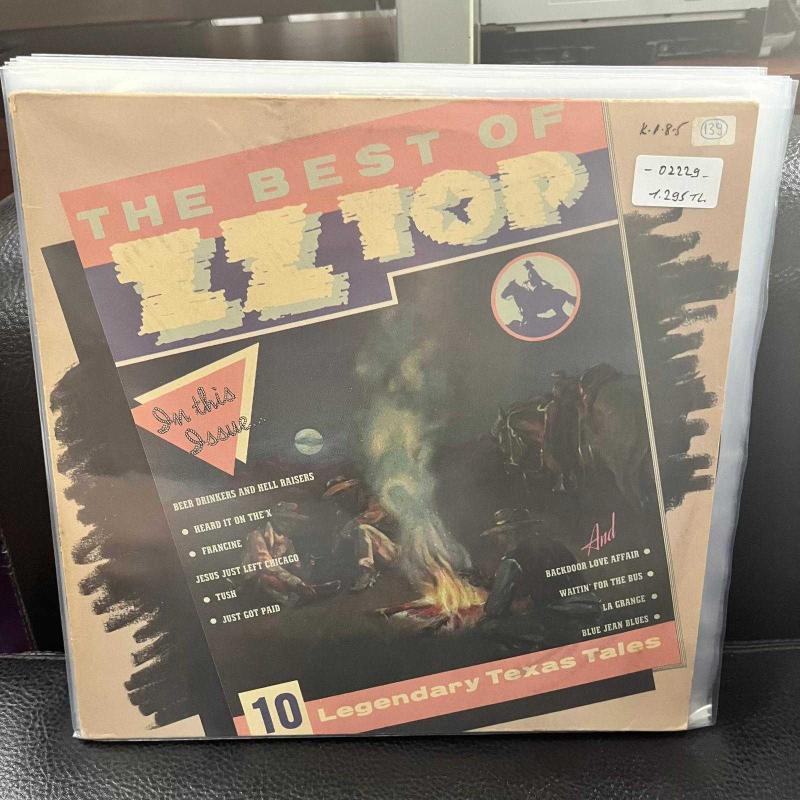 K.1.8.5 139
- 02229 -
1.295 TL.
THE BEST OF
ZZ TOP
In this
Issue...
BEER DRINKERS AND HELL RAISERS
• HEARD IT ON THE X
• FRANCINE
JESUS JUST LEFT CHICAGO
• TUSH
• JUST GOT PAID
And
BACKDOOR LOVE AFFAIR •
WAITIN' FOR THE BUS •
LA GRANGE •
BLUE JEAN BLUES •
10 Legendary Texas Tales